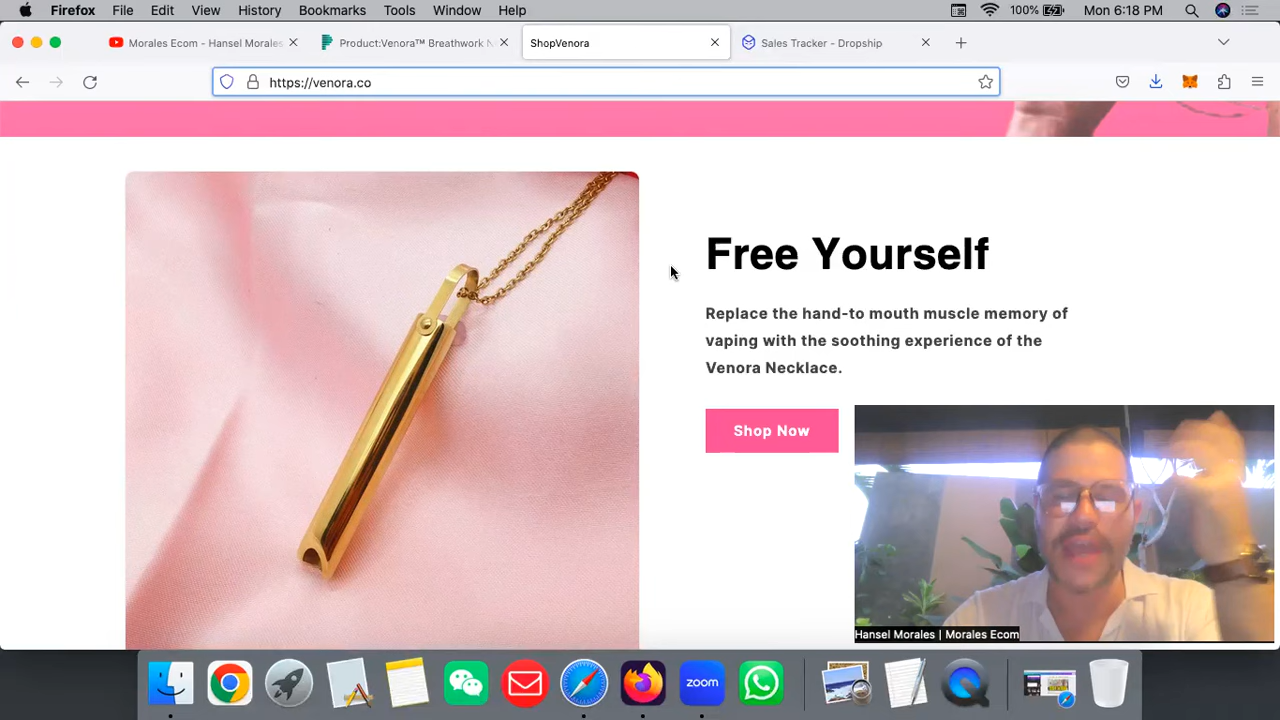 Firefox File Edit View History Bookmarks Tools Window Help 100% Mon 6:18 PM
Morales Ecom - Hansel Morales Product:Venora™ Breathwork N ShopVenora Sales Tracker - Dropship
https://venora.co
Free Yourself
Replace the hand-to mouth muscle memory of
vaping with the soothing experience of the
Venora Necklace.
Shop Now
Hansel Morales | Morales Ecom
zoom